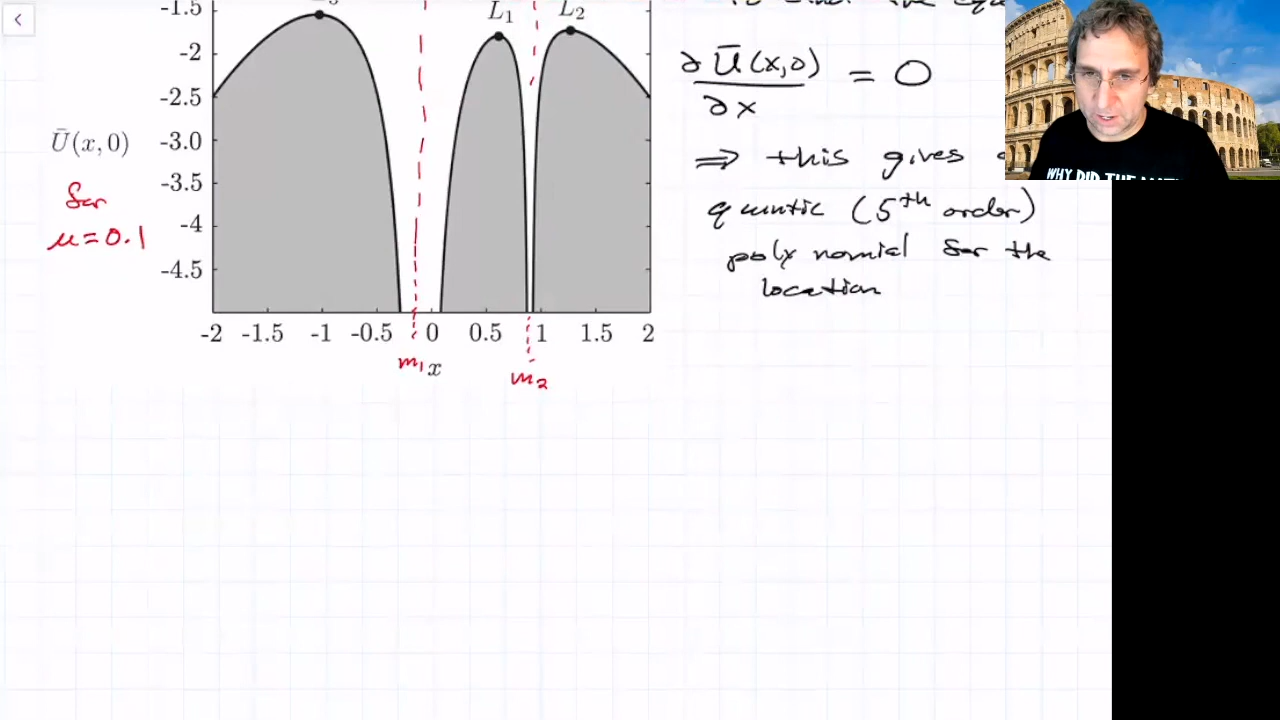 -1.5
L1
L2
-2
-2.5
-3.0
-3.5
-4
-4.5
Ū(x, 0)
for
μ = 0.1
-2 -1.5 -1 -0.5 0 0.5 1 1.5 2
m1 x
m2
∂Ū(x,0) = 0
∂x
⇒ this gives
quintic (5th order)
polynomial for the
location
WHY DID THE